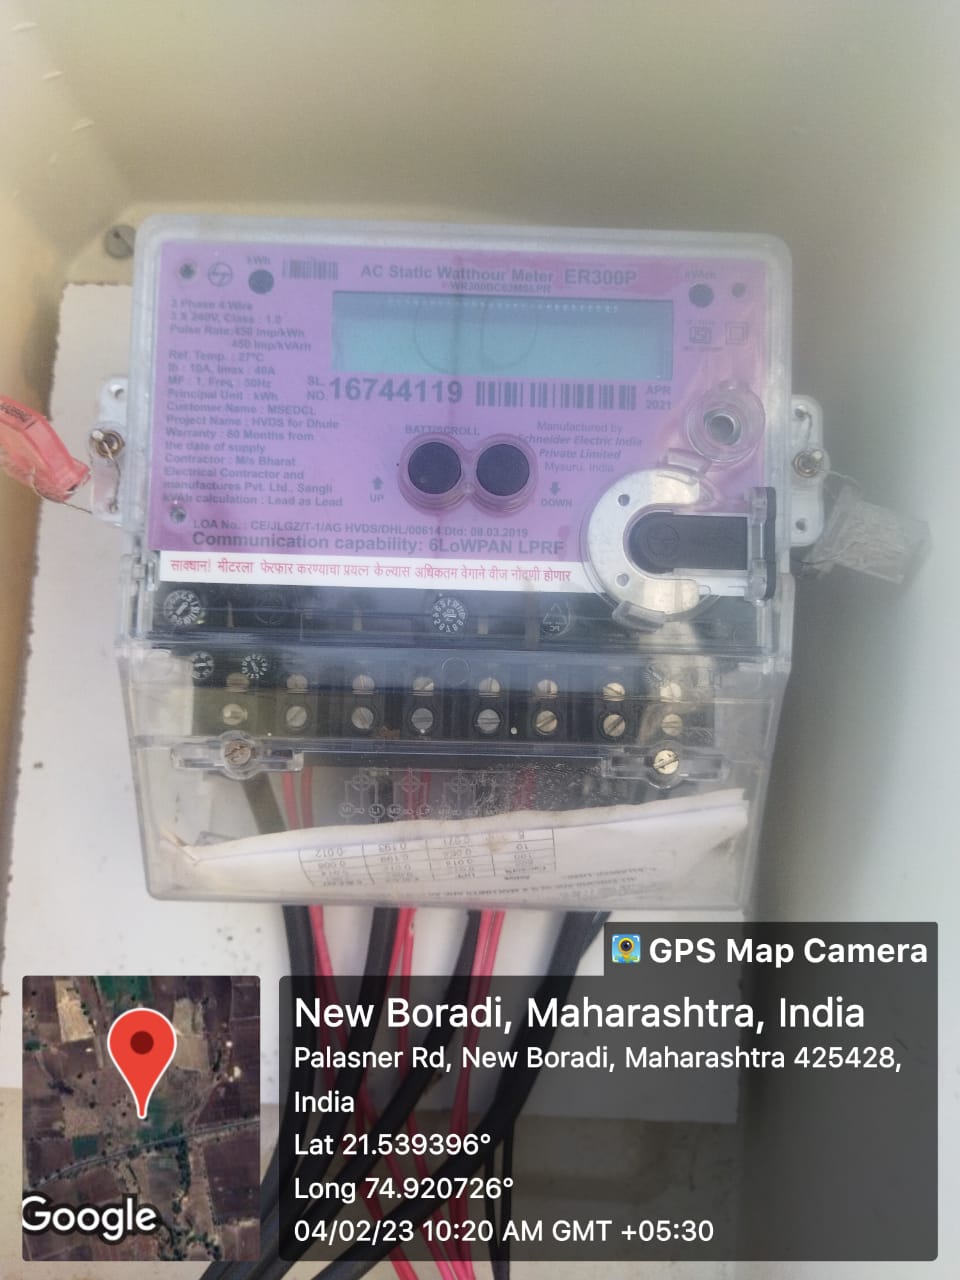 kWh
AC Static Watthour Meter ER300P
kVArh
3 Phase 4 Wire
3 X 240V, Class : 1.0
Pulse Rate:450 Imp/kWh
450 Imp/kVArh
Ref. Temp. : 27°C
Ib : 10A, Imax : 40A
MF : 1, Freq. : 50Hz
Principal Unit : kWh
Customer Name : MSEDCL
Project Name : HVDS for Dhule
Warranty : 60 Months from
the date of supply
Contractor : M/s Bharat
Electrical Contractor and
manufactures Pvt. Ltd., Sangli
kVAh calculation : Lead as Lead
SL.
NO. 16744119
APR
2021
BATT/SCROLL
UP
DOWN
Manufactured by
Schneider Electric India
Private Limited
Mysuru, India
LOA No. : CE/JLGZ/T-1/AG HVDS/DHL/00614 Dtd: 08.03.2019
Communication capability: 6LoWPAN LPRF
सावधान! मीटरला फेरफार करण्याचा प्रयत्न केल्यास अधिकतम वेगाने वीज नोंदणी होणार
GPS Map Camera
New Boradi, Maharashtra, India
Palasner Rd, New Boradi, Maharashtra 425428,
India
Lat 21.539396°
Long 74.920726°
04/02/23 10:20 AM GMT +05:30
Google